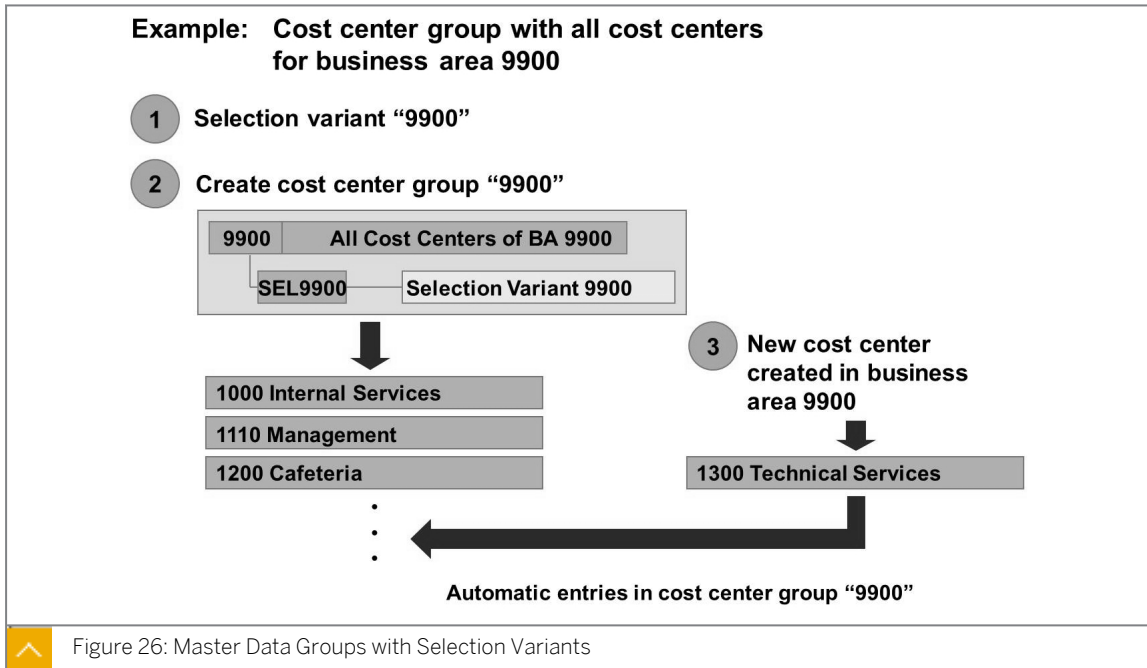 Example: Cost center group with all cost centers
for business area 9900
1 Selection variant “9900”
2 Create cost center group “9900”
9900 All Cost Centers of BA 9900
SEL9900 Selection Variant 9900
3 New cost center
created in business
area 9900
1000 Internal Services
1110 Management
1200 Cafeteria
1300 Technical Services
Automatic entries in cost center group “9900”
Figure 26: Master Data Groups with Selection Variants